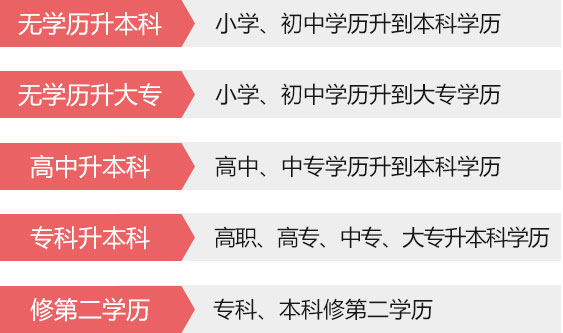 无学历升本科 小学、初中学历升到本科学历
无学历升大专 小学、初中学历升到大专学历
高中升本科 高中、中专学历升到本科学历
专科升本科 高职、高专、中专、大专升本科学历
修第二学历 专科、本科修第二学历